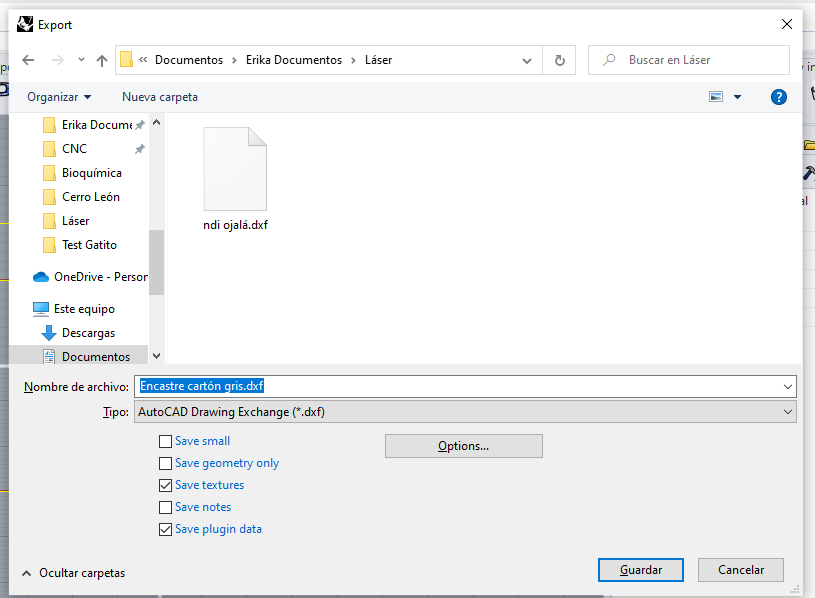 Export
« Documentos › Erika Documentos › Láser
Buscar en Láser
Organizar
Nueva carpeta
?
Erika Docume
CNC
Bioquímica
Cerro León
Láser
Test Gatito
OneDrive - Person
Este equipo
Descargas
Documentos
ndi ojalá.dxf
Nombre de archivo: Encastre cartón gris.dxf
Tipo: AutoCAD Drawing Exchange (*.dxf)
Save small
Save geometry only
Save textures
Save notes
Save plugin data
Options...
Ocultar carpetas
Guardar
Cancelar